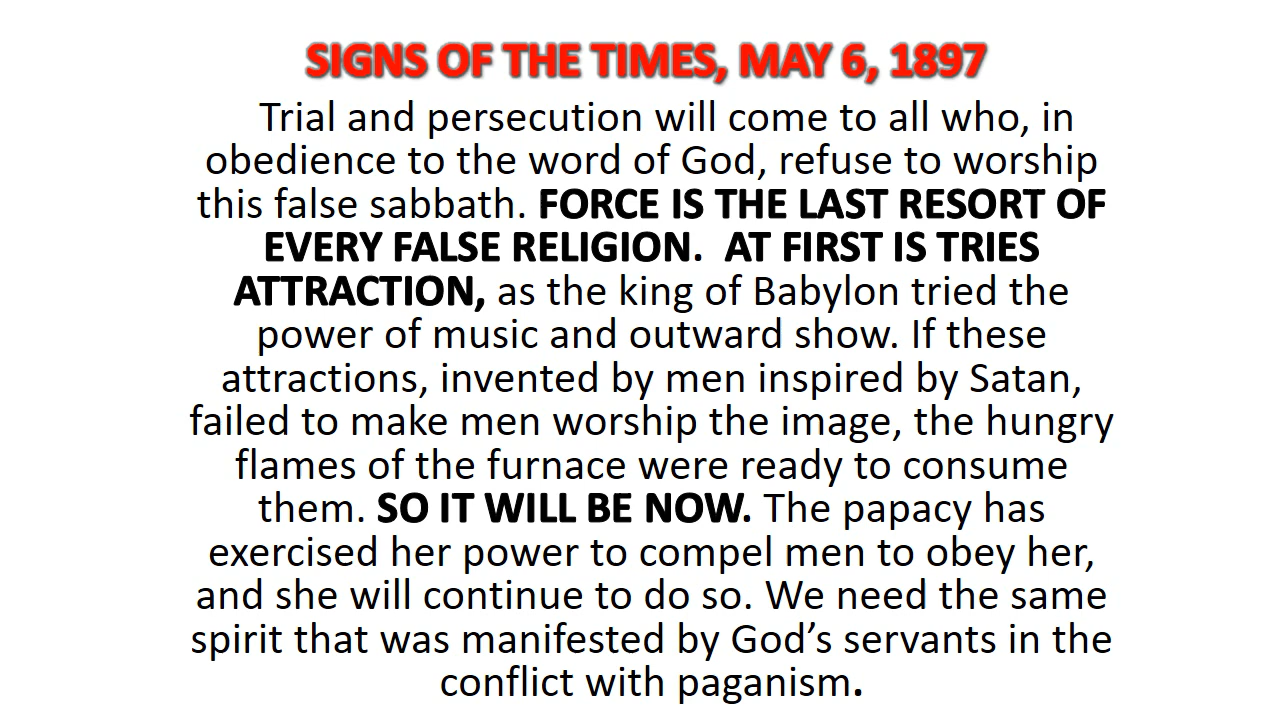 SIGNS OF THE TIMES, MAY 6, 1897
Trial and persecution will come to all who, in
obedience to the word of God, refuse to worship
this false sabbath. FORCE IS THE LAST RESORT OF
EVERY FALSE RELIGION.  AT FIRST IS TRIES
ATTRACTION, as the king of Babylon tried the
power of music and outward show. If these
attractions, invented by men inspired by Satan,
failed to make men worship the image, the hungry
flames of the furnace were ready to consume
them. SO IT WILL BE NOW. The papacy has
exercised her power to compel men to obey her,
and she will continue to do so. We need the same
spirit that was manifested by God’s servants in the
conflict with paganism.